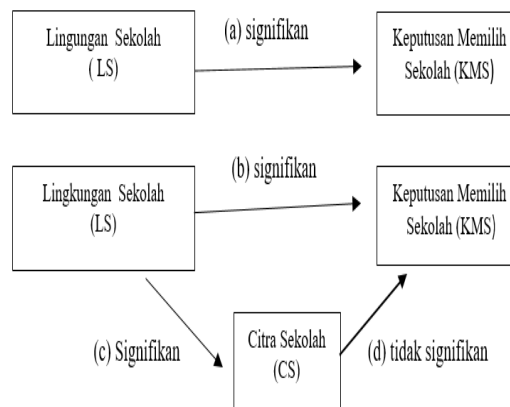 Lingungan Sekolah
( LS)
(a) signifikan
Keputusan Memilih
Sekolah (KMS)
Lingkungan Sekolah
(LS)
(b) signifikan
Keputusan Memilih
Sekolah (KMS)
(c) Signifikan
Citra Sekolah
(CS)
(d) tidak signifikan